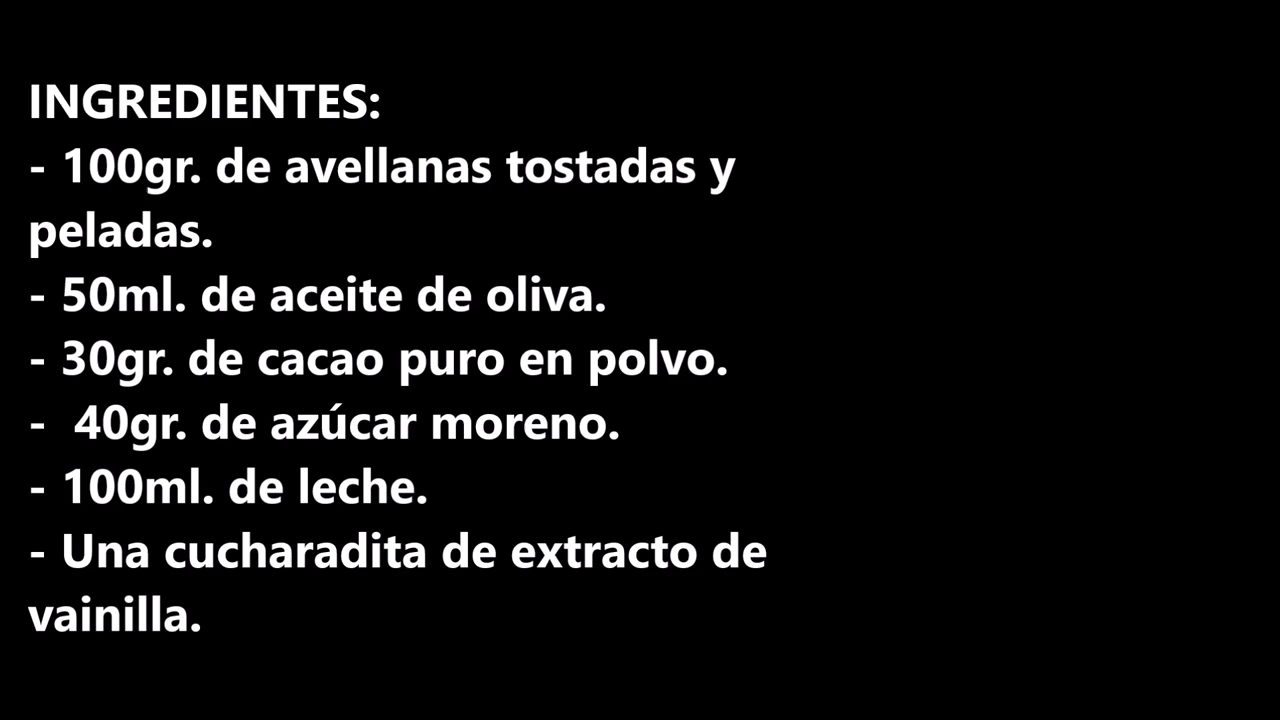 INGREDIENTES:
- 100gr. de avellanas tostadas y
peladas.
- 50ml. de aceite de oliva.
- 30gr. de cacao puro en polvo.
-  40gr. de azúcar moreno.
- 100ml. de leche.
- Una cucharadita de extracto de
vainilla.